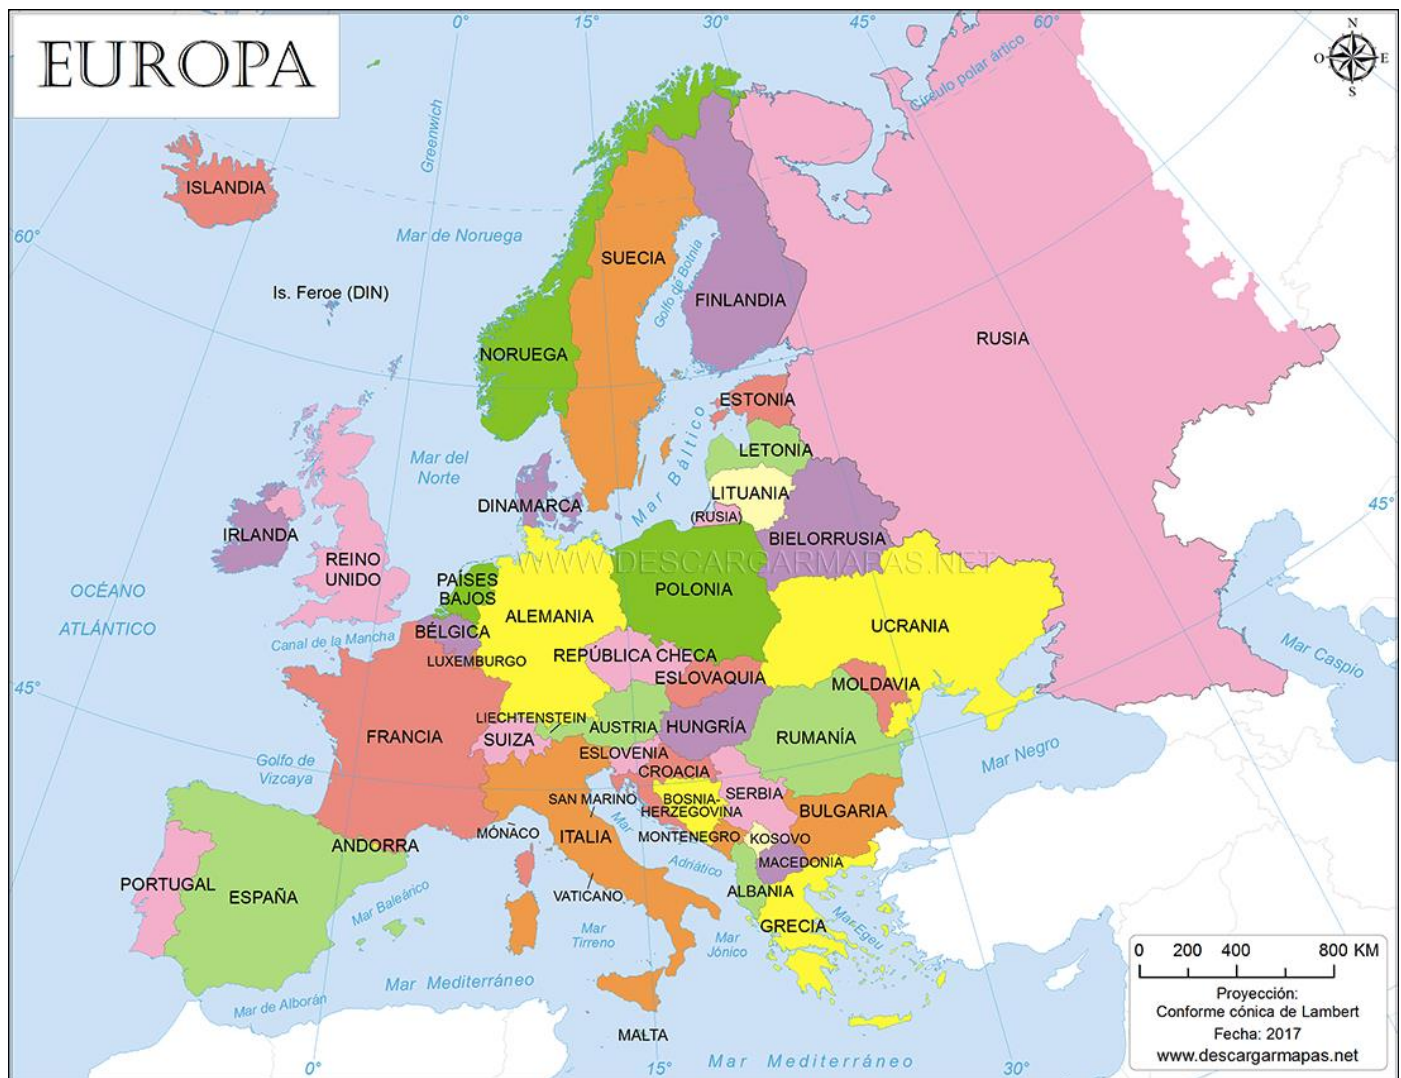 EUROPA
0°
15°
30°
45°
60°
N
O
E
S
Círculo polar ártico
Greenwich
ISLANDIA
60°
Mar de Noruega
SUECIA
Golfo de Botnia
FINLANDIA
Is. Feroe (DIN)
RUSIA
NORUEGA
ESTONIA
Mar Báltico
LETONIA
Mar del
Norte
LITUANIA
DINAMARCA
(RUSIA)
45°
IRLANDA
BIELORRUSIA
REINO
UNIDO
WWW.DESCARGARMAPAS.NET
PAÍSES
BAJOS
POLONIA
OCÉANO
ATLÁNTICO
ALEMANIA
UCRANIA
Canal de la Mancha
BÉLGICA
Mar Caspio
LUXEMBURGO
REPÚBLICA CHECA
ESLOVAQUIA
MOLDAVIA
45°
LIECHTENSTEIN
AUSTRIA
HUNGRÍA
FRANCIA
SUIZA
RUMANÍA
ESLOVENIA
Mar Negro
Golfo de
Vizcaya
CROACIA
SAN MARINO
BOSNIA-
HERZEGOVINA
SERBIA
BULGARIA
MÓNACO
ITALIA
Mar
Adriático
MONTENEGRO
KOSOVO
ANDORRA
MACEDONIA
PORTUGAL
ESPAÑA
VATICANO
ALBANIA
Mar Baleárico
GRECIA
Mar Egeu
Mar
Tirreno
Mar
Jónico
Mar Mediterráneo
Mar de Alborán
MALTA
Mar Mediterráneo
0°
15°
30°
0 200 400 800 KM
Proyección:
Conforme cónica de Lambert
Fecha: 2017
www.descargarmapas.net